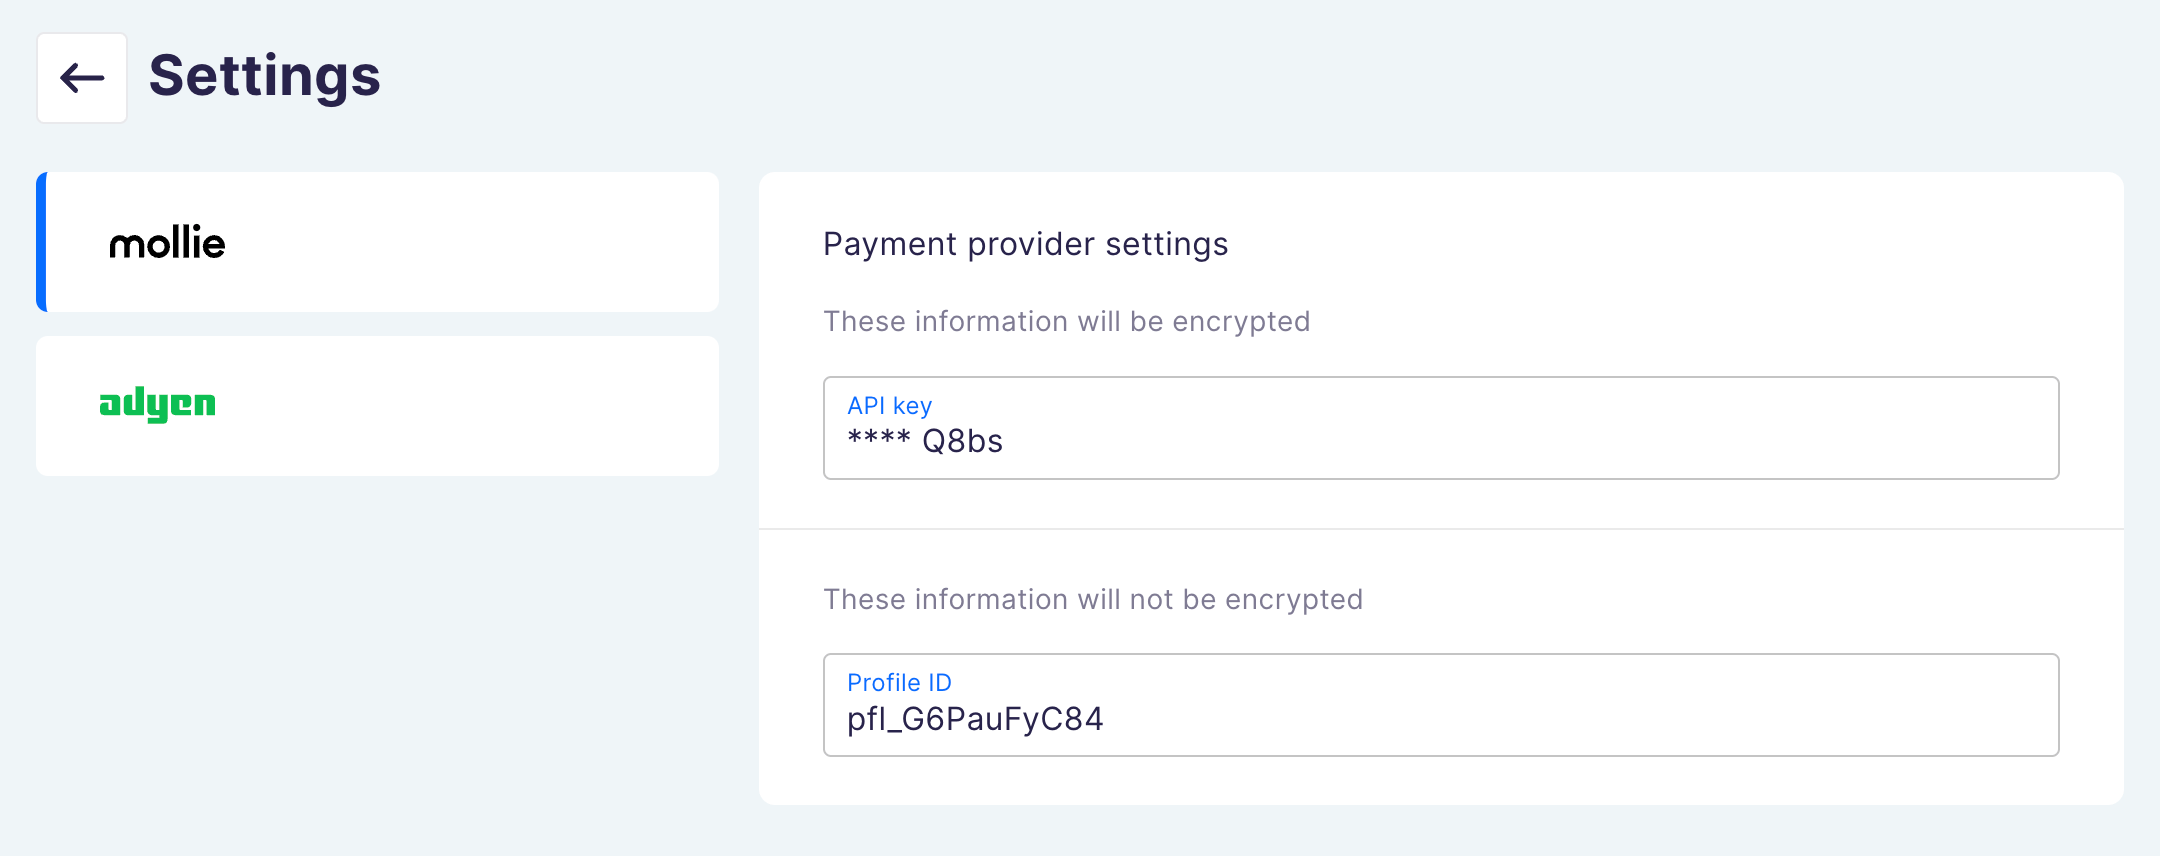 Settings
mollie
adyen
Payment provider settings
These information will be encrypted
API key
**** Q8bs
These information will not be encrypted
Profile ID
pfl_G6PauFyC84